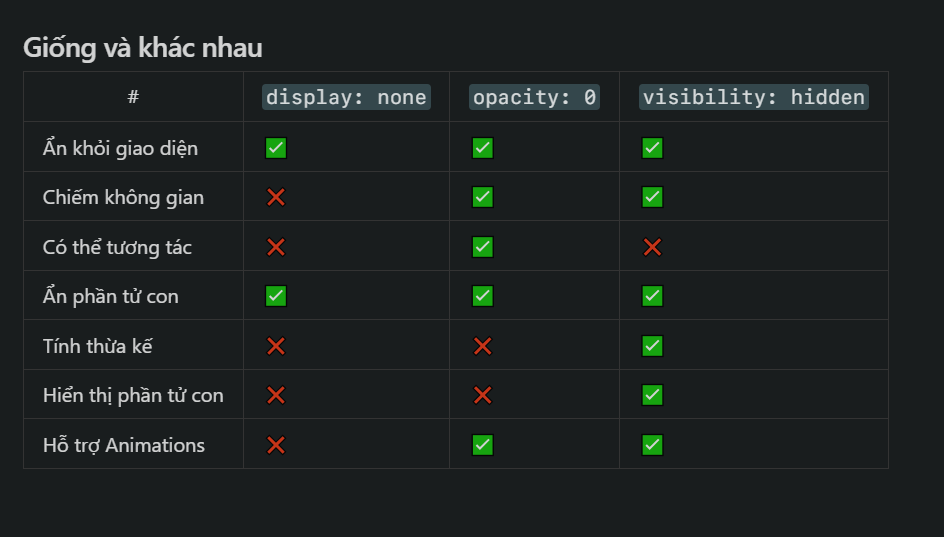 Giống và khác nhau
# display: none opacity: 0 visibility: hidden
Ẩn khỏi giao diện ✅ ✅ ✅
Chiếm không gian ❌ ✅ ✅
Có thể tương tác ❌ ✅ ❌
Ẩn phần tử con ✅ ✅ ✅
Tính thừa kế ❌ ❌ ✅
Hiển thị phần tử con ❌ ❌ ✅
Hỗ trợ Animations ❌ ✅ ✅